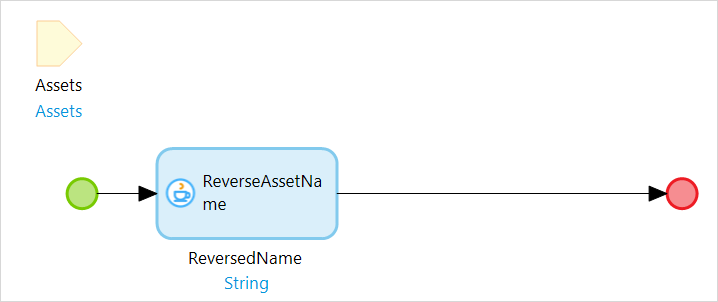 Assets
Assets
ReverseAssetNa
me
ReversedName
String